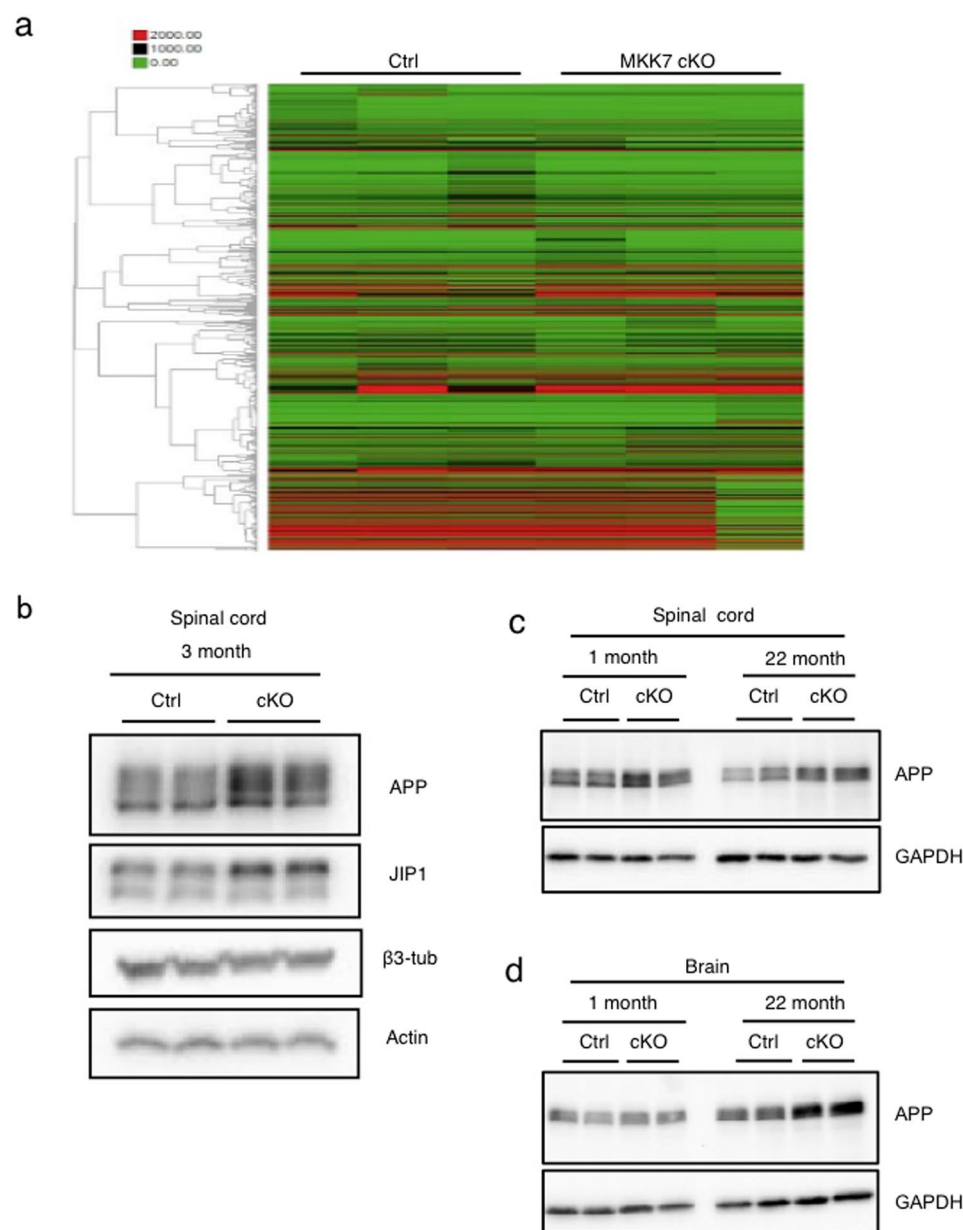 a
2000.00
1000.00
0.00
Ctrl MKK7 cKO
b
Spinal cord
3 month
Ctrl cKO
APP
JIP1
β3-tub
Actin
c
Spinal cord
1 month 22 month
Ctrl cKO Ctrl cKO
APP
GAPDH
d
Brain
1 month 22 month
Ctrl cKO Ctrl cKO
APP
GAPDH